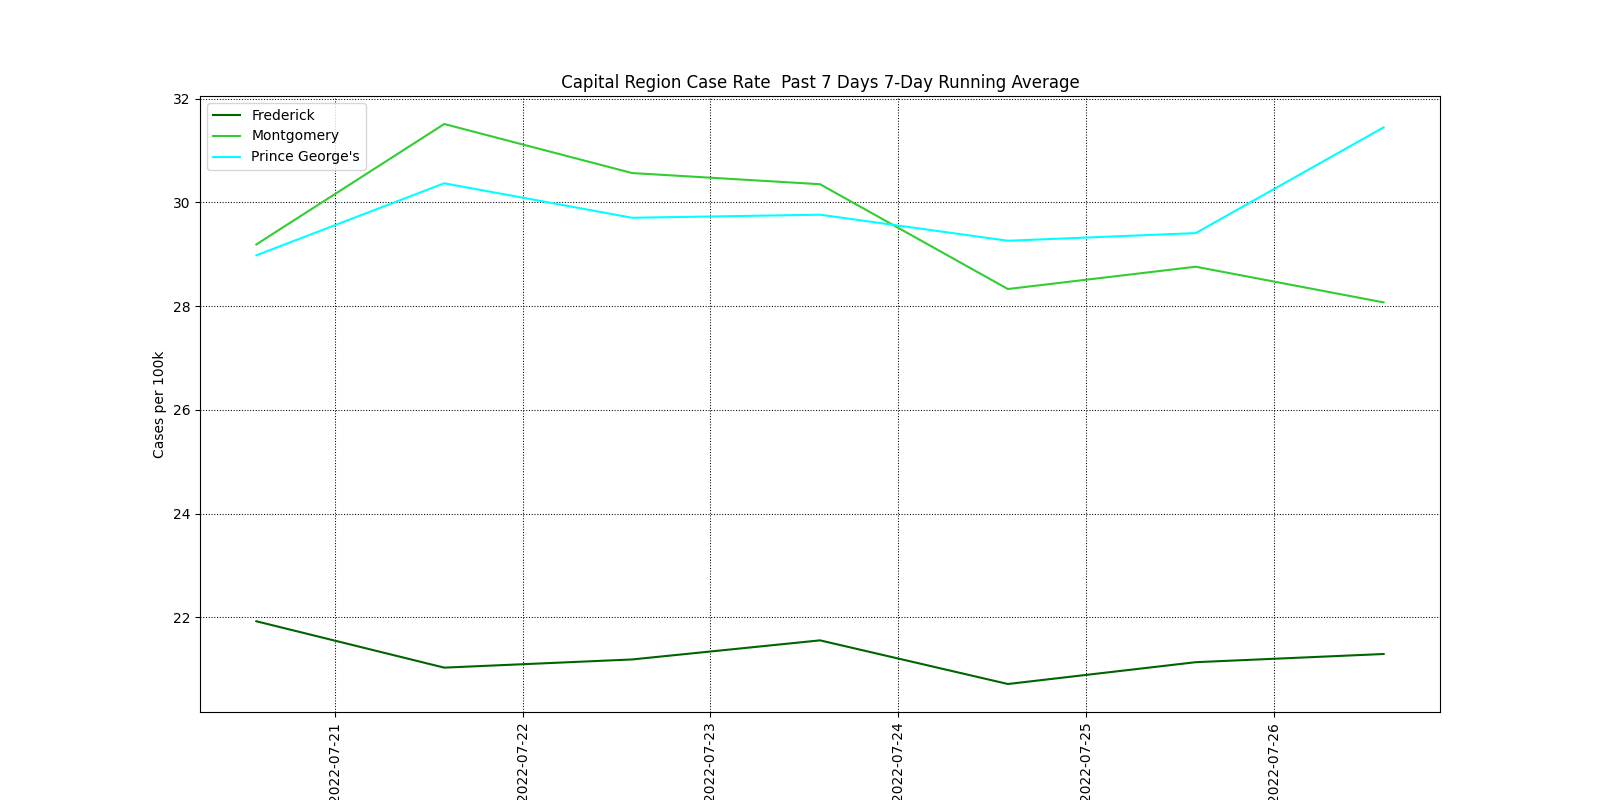 Capital Region Case Rate  Past 7 Days 7-Day Running Average
Frederick
Montgomery
Prince George's
32
30
28
26
24
22
Cases per 100k
2022-07-21
2022-07-22
2022-07-23
2022-07-24
2022-07-25
2022-07-26